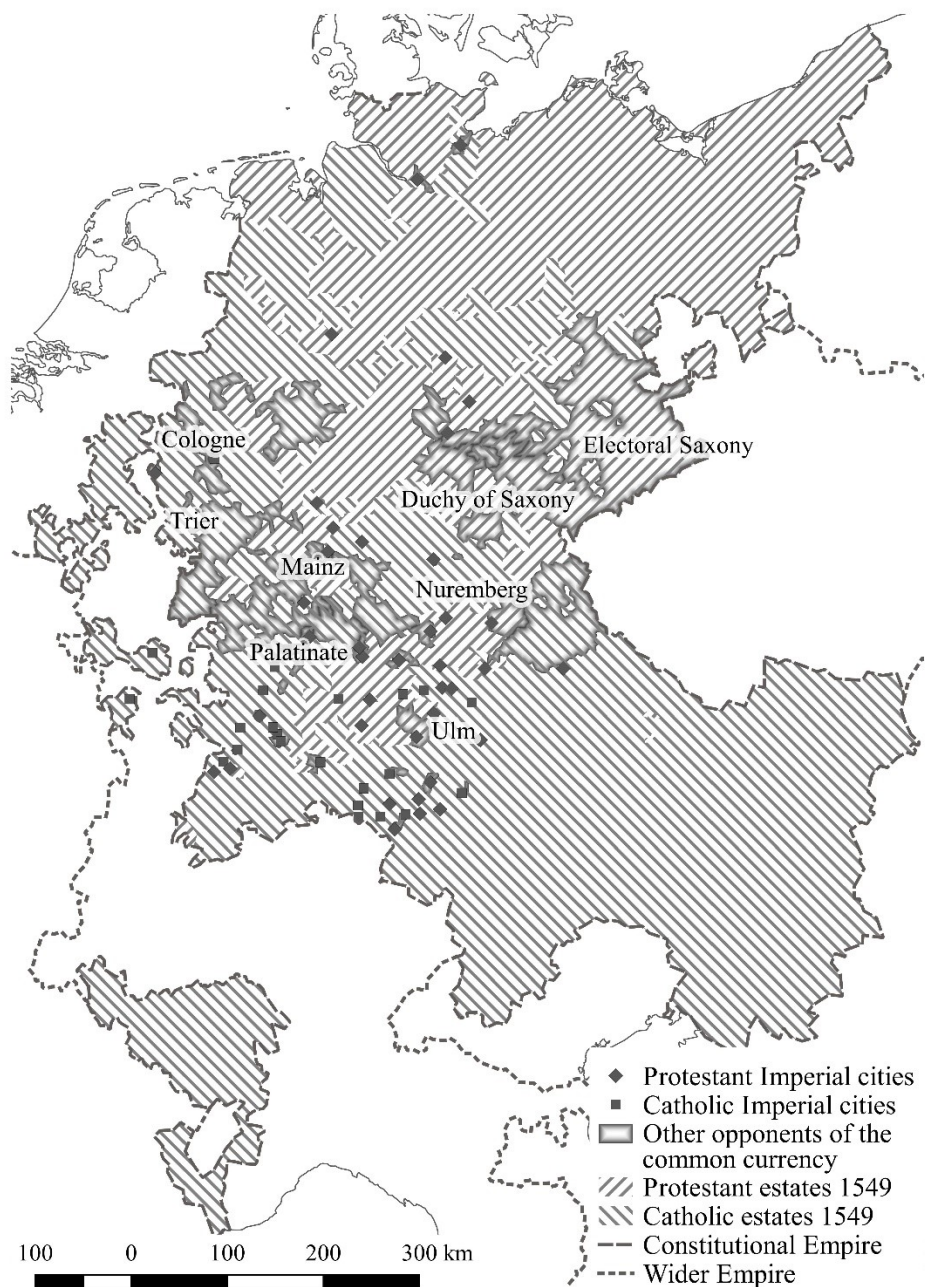 Cologne
Electoral Saxony
Duchy of Saxony
Trier
Mainz
Nuremberg
Palatinate
Ulm
Protestant Imperial cities
Catholic Imperial cities
Other opponents of the
common currency
Protestant estates 1549
Catholic estates 1549
Constitutional Empire
Wider Empire
100 0 100 200 300 km